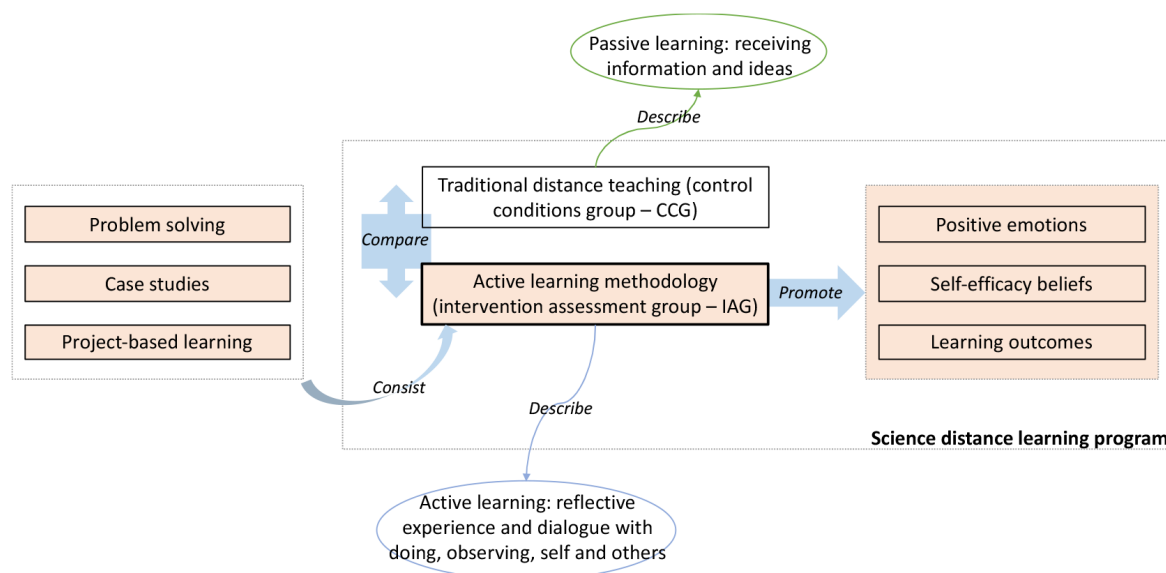 Passive learning: receiving
information and ideas
Describe
Traditional distance teaching (control
conditions group – CCG)
Problem solving
Case studies
Project-based learning
Compare
Active learning methodology
(intervention assessment group – IAG)
Promote
Positive emotions
Self-efficacy beliefs
Learning outcomes
Consist
Describe
Science distance learning program
Active learning: reflective
experience and dialogue with
doing, observing, self and others